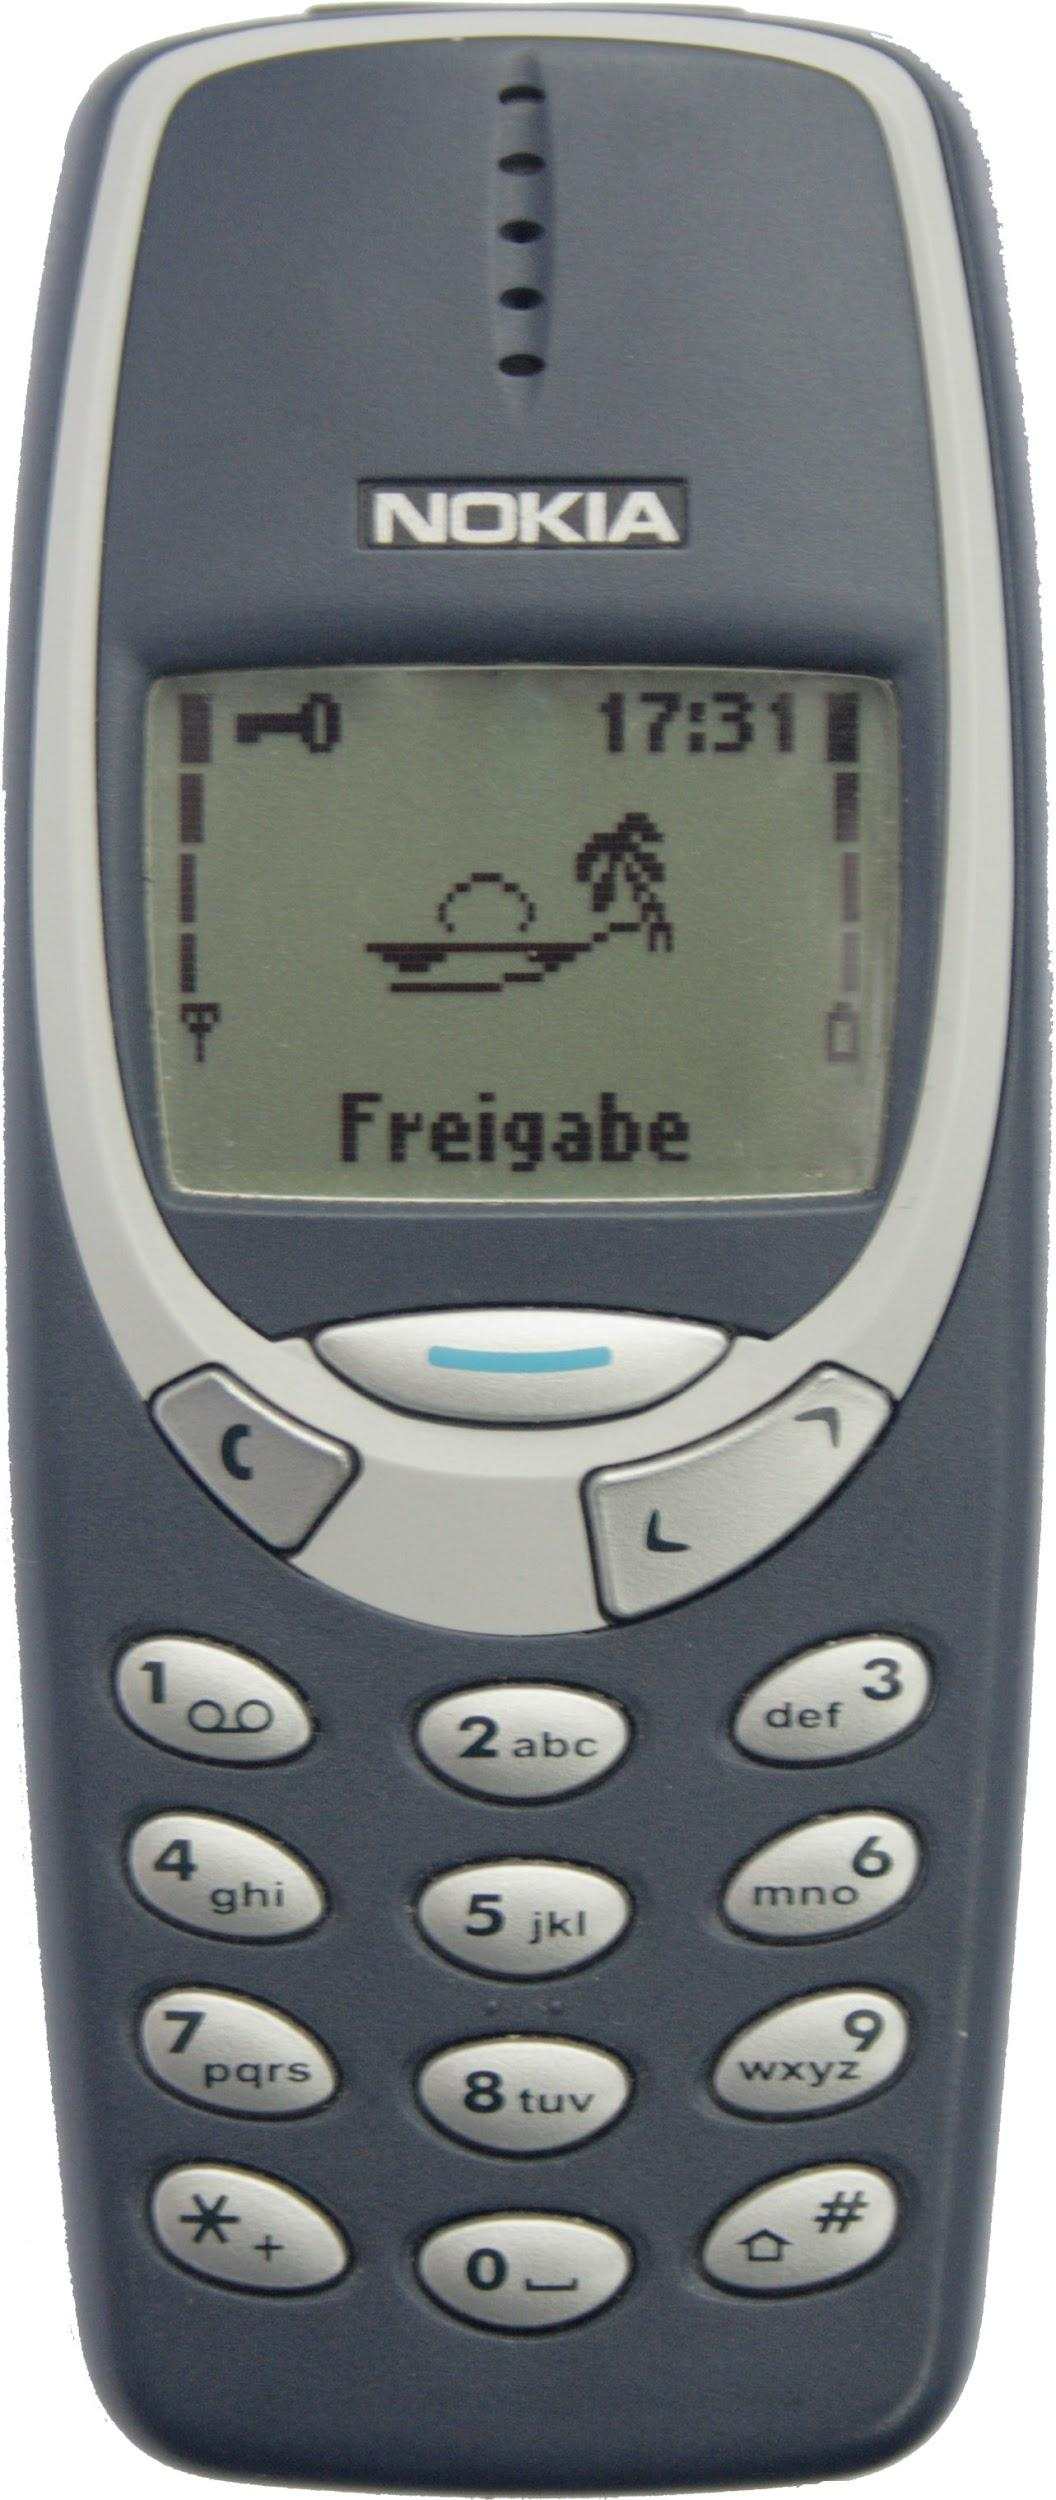 NOKIA
17:31
Freigabe
1
2 abc
def 3
4 ghi
5 jkl
mno 6
7 pqrs
8 tuv
wxyz 9
* +
0
#